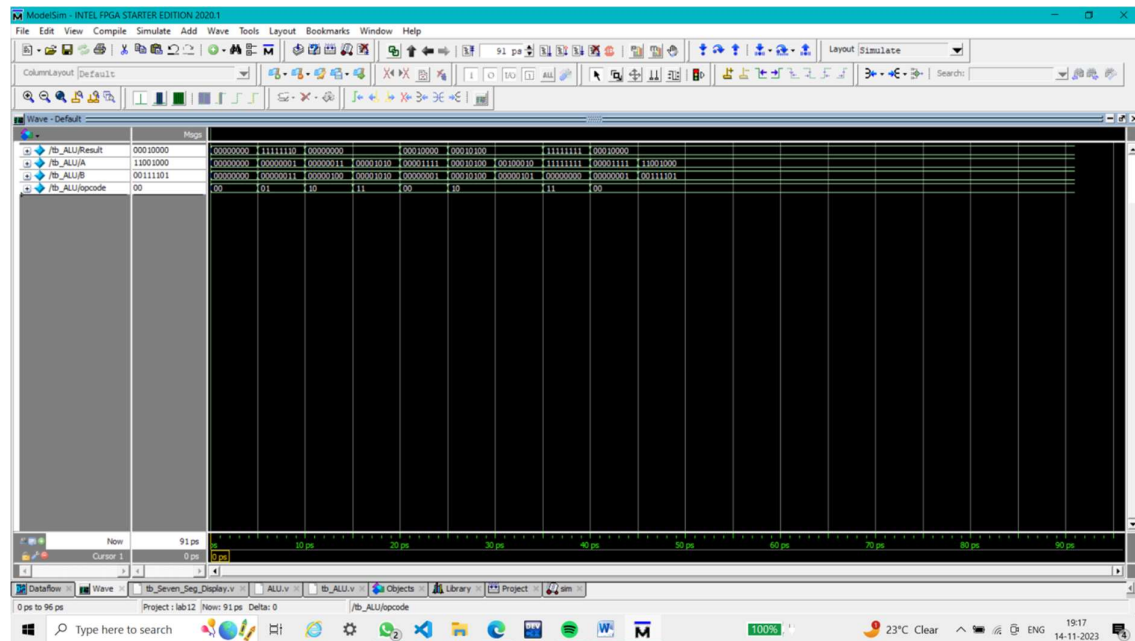 ModelSim - INTEL FPGA STARTER EDITION 2020.1
File Edit View Compile Simulate Add Wave Tools Layout Bookmarks Window Help
91 ps
Layout Simulate
ColumnLayout Default
Search:
Wave - Default
Msgs
/tb_ALU/Result 00010000 00000000 11111110 00000000 00010000 00010100 11111111 00010000
/tb_ALU/A 11001000 00000000 00000001 00000011 00001010 00001111 00010100 00100010 11111111 00001111 11001000
/tb_ALU/B 00111101 00000000 00000011 00000100 00001010 00000001 00010100 00000101 00000000 00000001 00111101
/tb_ALU/opcode 00 00 01 10 11 00 10 11 00
Now 91 ps ps 10 ps 20 ps 30 ps 40 ps 50 ps 60 ps 70 ps 80 ps 90 ps
Cursor 1 0 ps 0 ps
Dataflow Wave tb_Seven_Seg_Display.v ALU.v tb_ALU.v Objects Library Project sim
0 ps to 96 ps Project : lab12 Now: 91 ps Delta: 0 /tb_ALU/opcode
Type here to search 2 DEV W M 100% 23°C Clear ENG 19:17
14-11-2023